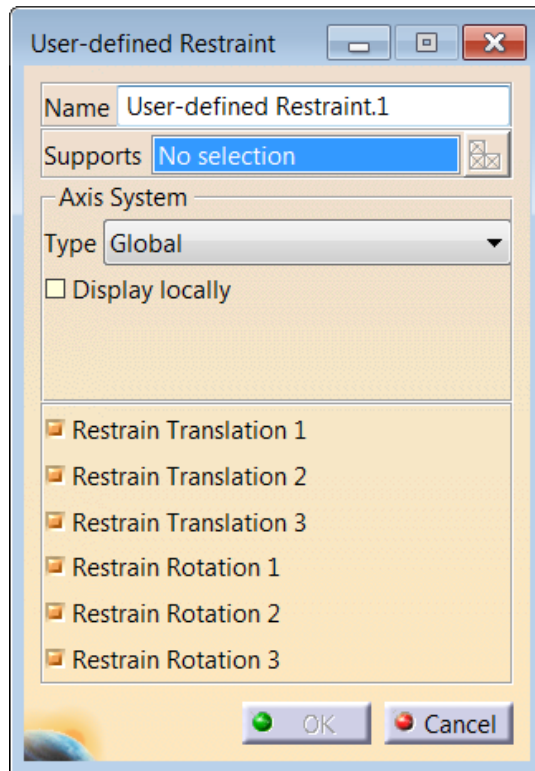 User-defined Restraint
Name User-defined Restraint.1
Supports No selection
Axis System
Type Global
Display locally
Restrain Translation 1
Restrain Translation 2
Restrain Translation 3
Restrain Rotation 1
Restrain Rotation 2
Restrain Rotation 3
OK Cancel